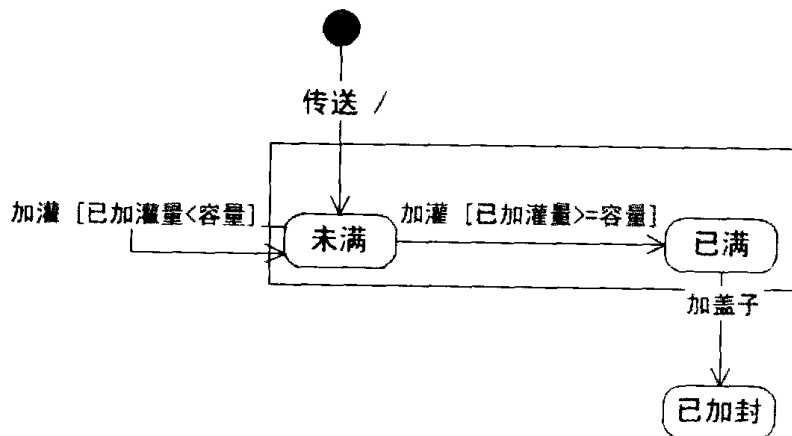 传送 /
加灌 [已加灌量<容量]
加灌 [已加灌量>=容量]
未满
已满
加盖子
已加封